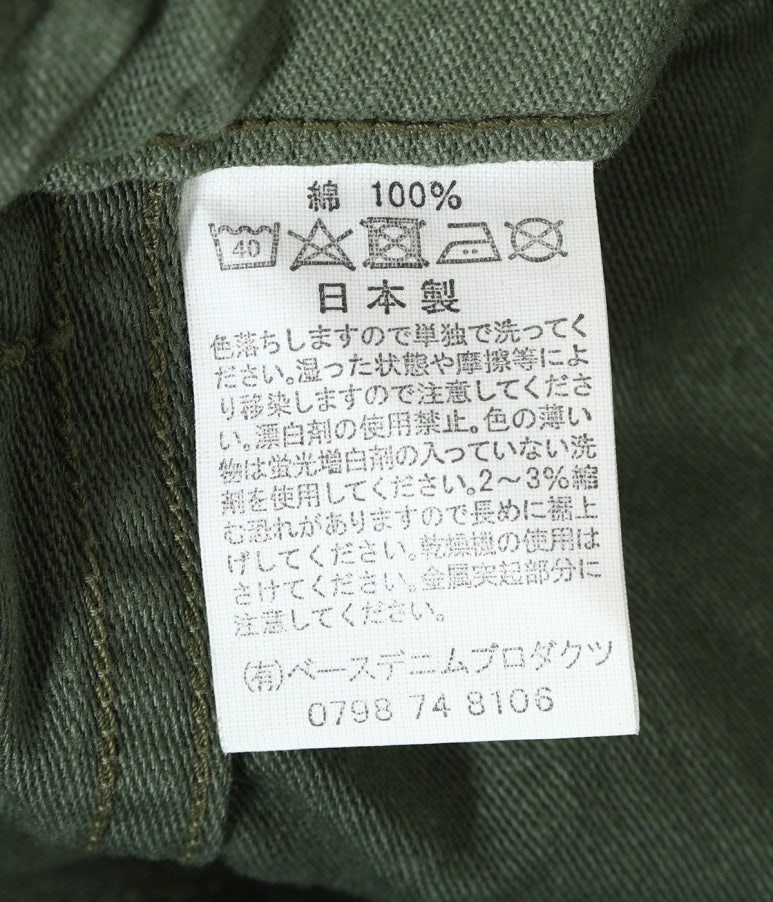 綿 100%
40
日本製
色落ちしますので単独で洗ってく
ださい。湿った状態や摩擦等によ
り移染しますので注意してくださ
い。漂白剤の使用禁止。色の薄い
物は蛍光増白剤の入っていない洗
剤を使用してください。2～3%縮
む恐れがありますので長めに裾上
げしてください。乾燥機の使用は
さけてください。金属突起部分に
注意してください。
(有)ベースデニムプロダクツ
0798 74 8106